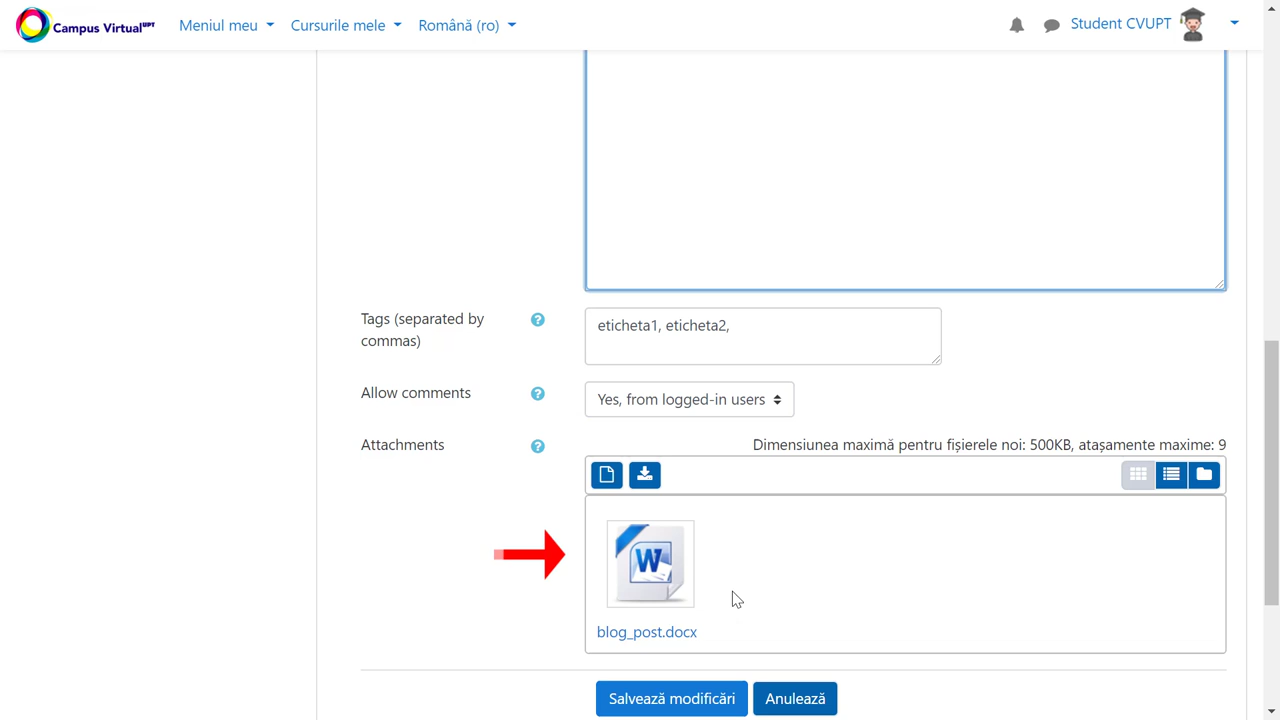 Campus Virtual UPT
Meniul meu
Cursurile mele
Română (ro)
Student CVUPT
Tags (separated by
commas)
?
eticheta1, eticheta2,
Allow comments
?
Yes, from logged-in users
Attachments
?
Dimensiunea maximă pentru fișierele noi: 500KB, atașamente maxime: 9
W
blog_post.docx
Salvează modificări
Anulează